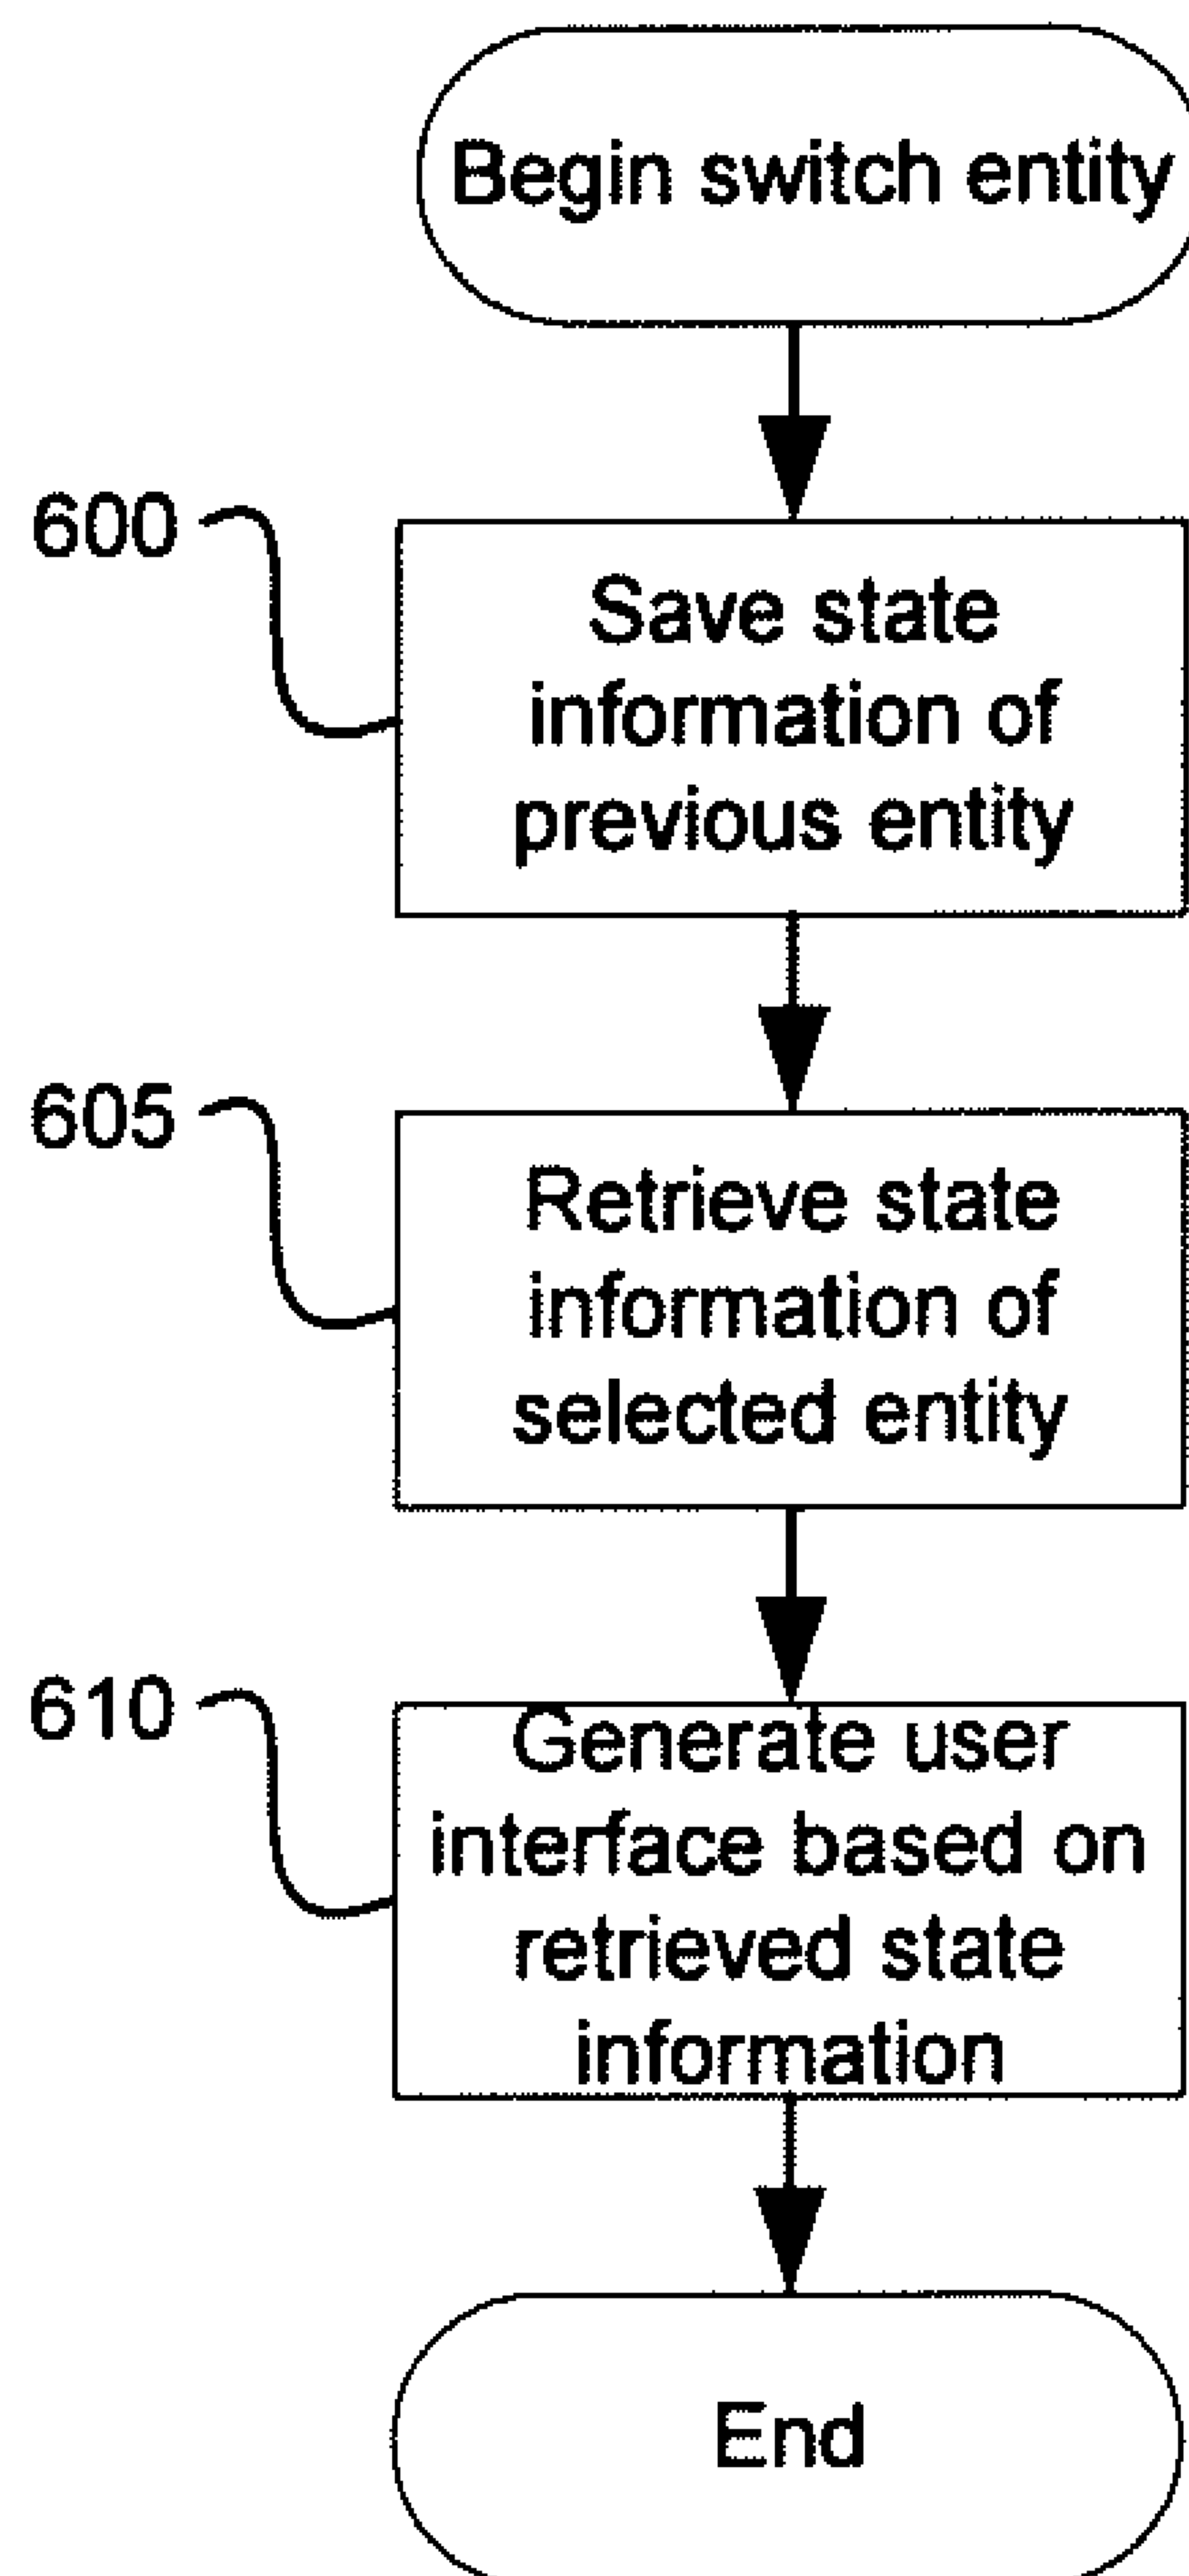 Begin switch entity
600
Save state
information of
previous entity
605
Retrieve state
information of
selected entity
610
Generate user
interface based on
retrieved state
information
End